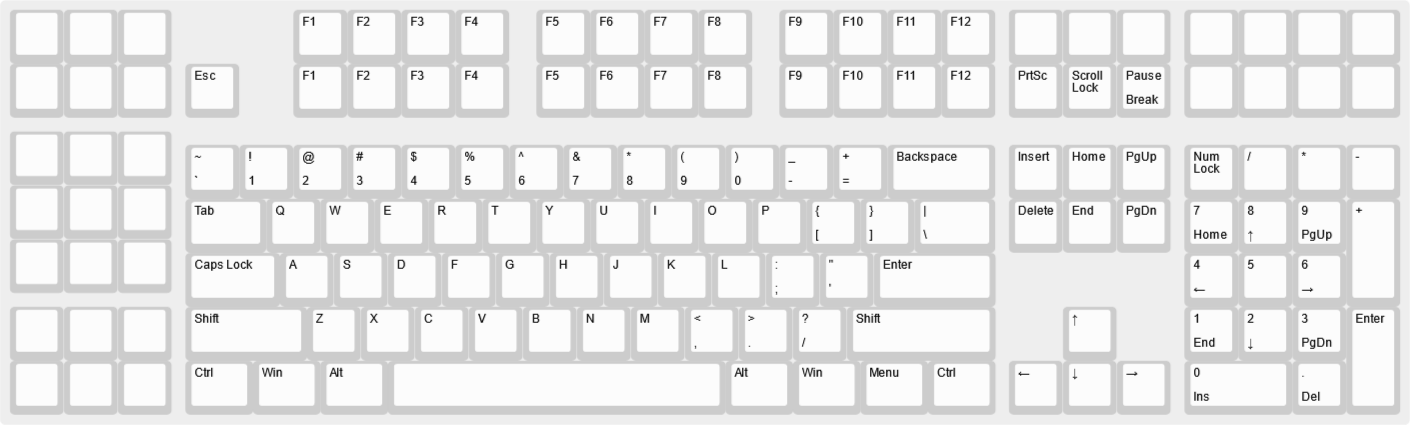 F1 F2 F3 F4 F5 F6 F7 F8 F9 F10 F11 F12
Esc F1 F2 F3 F4 F5 F6 F7 F8 F9 F10 F11 F12 PrtSc Scroll Pause
Lock
Break
~ ! @ # $ % ^ & * ( ) _ + Backspace Insert Home PgUp Num / * -
Lock
` 1 2 3 4 5 6 7 8 9 0 - =
Tab Q W E R T Y U I O P { } | Delete End PgDn 7 8 9 +
[ ] \ Home ↑ PgUp
Caps Lock A S D F G H J K L : " Enter 4 5 6
; ' ← →
Shift Z X C V B N M < > ? Shift ↑ 1 2 3 Enter
, . / End ↓ PgDn
Ctrl Win Alt Alt Win Menu Ctrl ← ↓ → 0 .
Ins Del